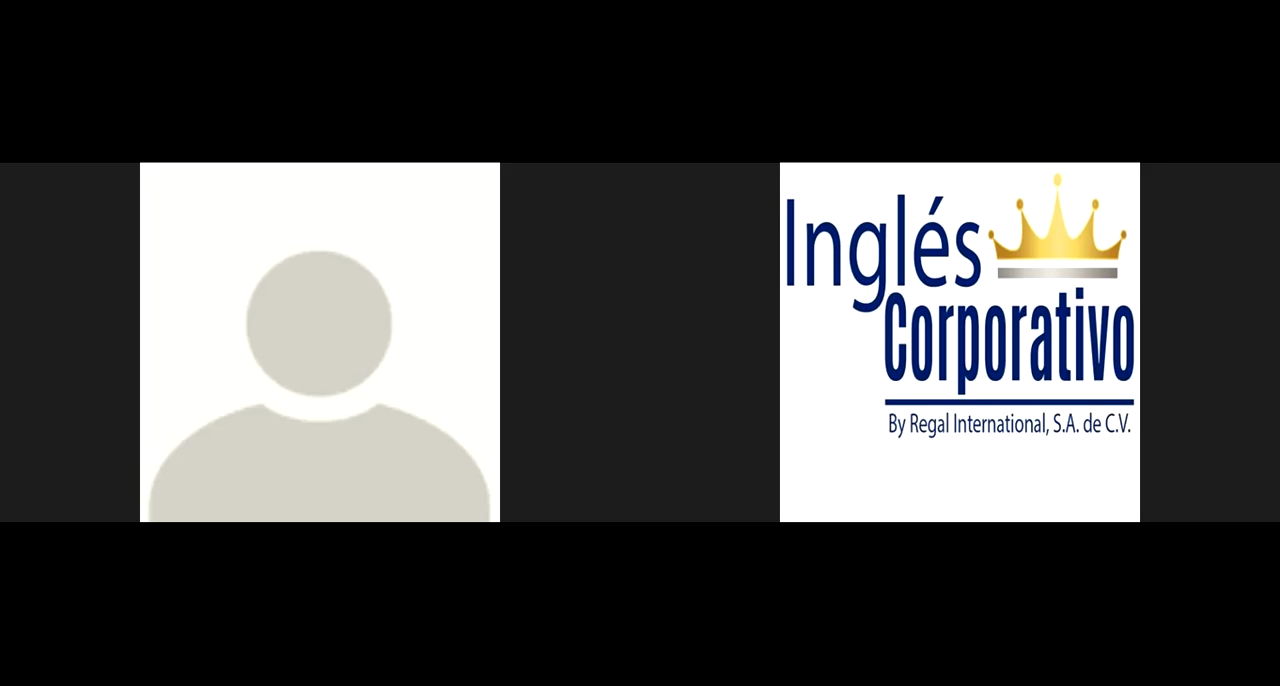 Inglés
Corporativo
By Regal International, S.A. de C.V.